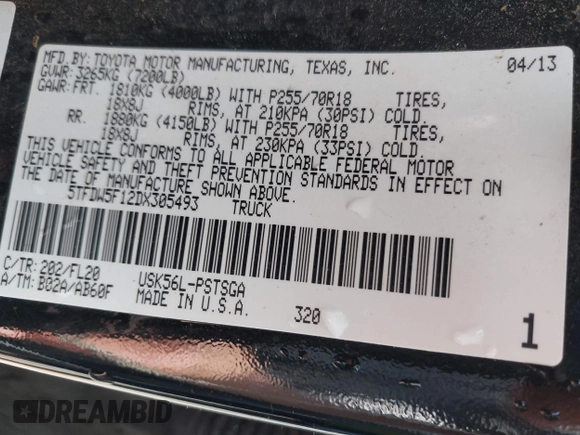 MFD.BY: TOYOTA MOTOR MANUFACTURING, TEXAS, INC. 04/13
GVWR: 3265KG (7200LB)
GAWR:FRT. 1810KG (4000LB) WITH P255/70R18 TIRES,
18X8J RIMS, AT 210KPA (30PSI) COLD.
RR. 1880KG (4150LB) WITH P255/70R18 TIRES,
18X8J RIMS, AT 230KPA (33PSI) COLD
THIS VEHICLE CONFORMS TO ALL APPLICABLE FEDERAL MOTOR
VEHICLE SAFETY AND THEFT PREVENTION STANDARDS IN EFFECT ON
THE DATE OF MANUFACTURE SHOWN ABOVE.
5TFDW5F12DX305493 TRUCK
C/TR: 202/FL20 USK56L-PSTSGA
A/TM: B02A/AB60F MADE IN U.S.A. 320 1
DREAMBID